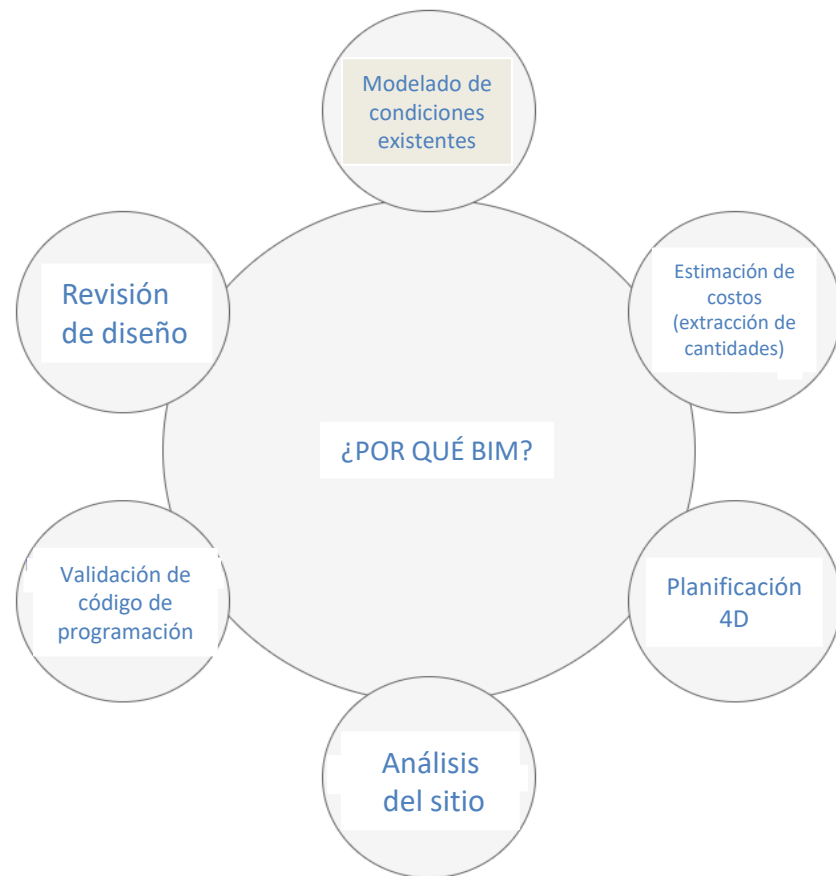 Modelado de
condiciones
existentes
Revisión
de diseño
Estimación de
costos
(extracción de
cantidades)
¿POR QUÉ BIM?
Validación de
código de
programación
Planificación
4D
Análisis
del sitio